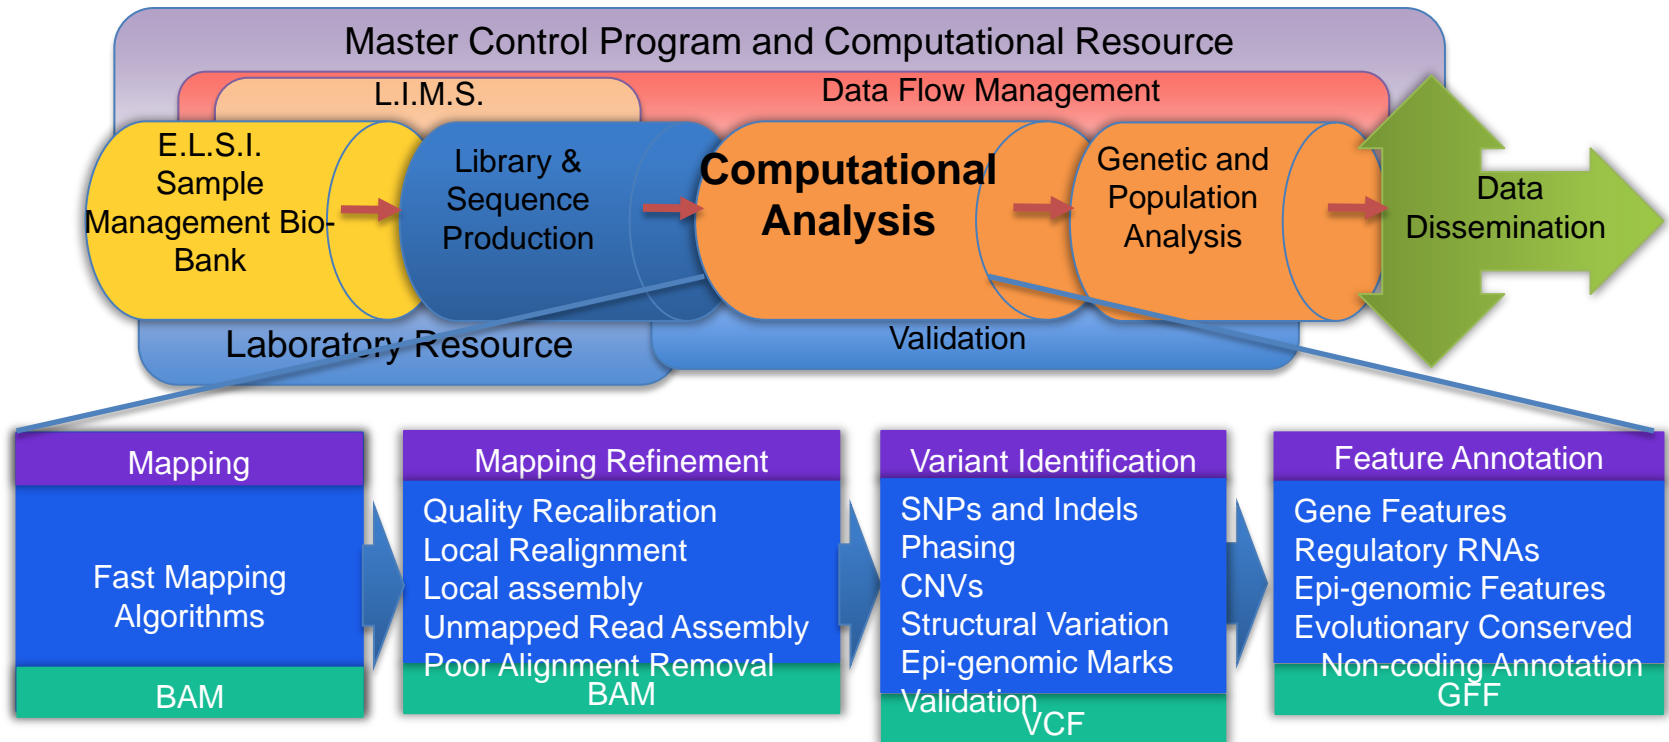 Master Control Program and Computational Resource
L.I.M.S.
Data Flow Management
E.L.S.I.
Sample
Management Bio-
Bank
Library &
Sequence
Production
Computational
Analysis
Genetic and
Population
Analysis
Data
Dissemination
Laboratory Resource
Validation
Mapping
Fast Mapping
Algorithms
BAM
Mapping Refinement
Quality Recalibration
Local Realignment
Local assembly
Unmapped Read Assembly
Poor Alignment Removal
BAM
Variant Identification
SNPs and Indels
Phasing
CNVs
Structural Variation
Epi-genomic Marks
Validation
VCF
Feature Annotation
Gene Features
Regulatory RNAs
Epi-genomic Features
Evolutionary Conserved
Non-coding Annotation
GFF